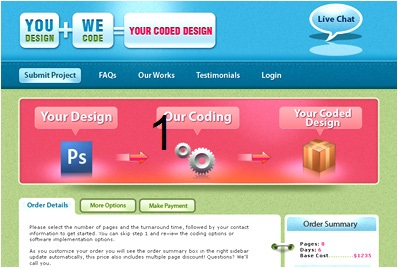 YOU DESIGN + WE CODE = YOUR CODED DESIGN
Live Chat
Submit Project FAQs Our Works Testimonials Login
Your Design
Our Coding
Your Coded
Design
1
Ps
Order Details More Options Make Payment
Please select the number of pages and the turnaround time, followed by your contact
information to get started. You can skip step 1 and review the coding options or
software implementation options.
As you customize your order you will see the order summary box in the right sidebar
update automatically, this price also includes multiple page discount! Questions? We'll
call you.
Order Summary
Pages: 0
Days: 6
Base Cost..........$1235